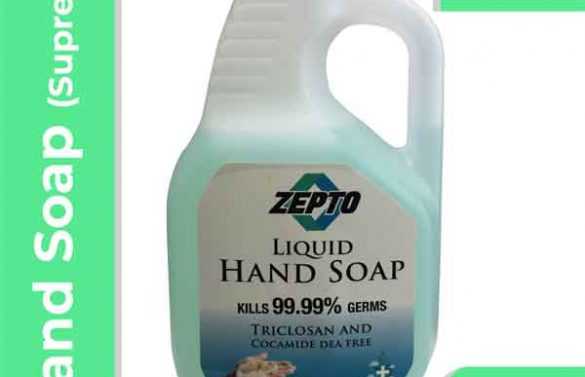 and Soap (Supre
ZEPTO
LIQUID
HAND SOAP
KILLS 99.99% GERMS
TRICLOSAN AND
COCAMIDE DEA FREE